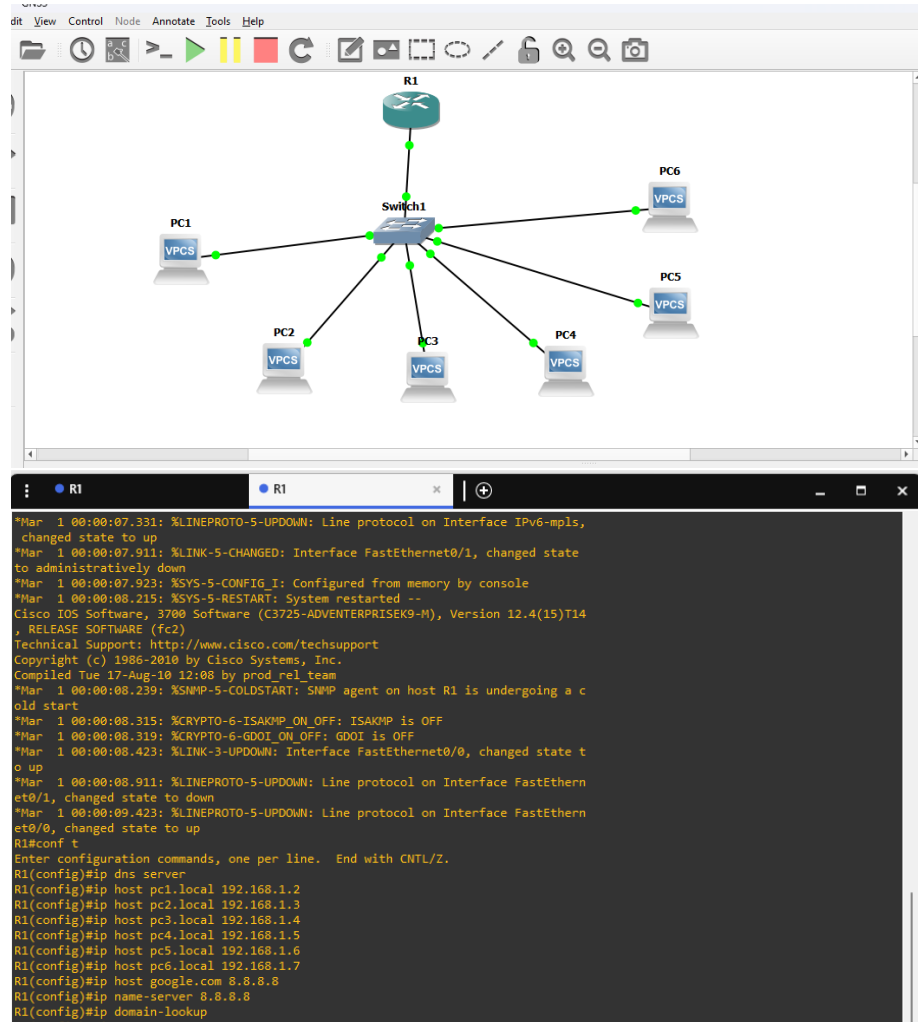 dit View Control Node Annotate Tools Help
R1
PC6
VPCS
Switch1
PC1
VPCS
PC5
VPCS
PC2
VPCS
PC3
VPCS
PC4
VPCS
R1 R1
*Mar  1 00:00:07.331: %LINEPROTO-5-UPDOWN: Line protocol on Interface IPv6-mpls,
 changed state to up
*Mar  1 00:00:07.911: %LINK-5-CHANGED: Interface FastEthernet0/1, changed state
to administratively down
*Mar  1 00:00:07.923: %SYS-5-CONFIG_I: Configured from memory by console
*Mar  1 00:00:08.215: %SYS-5-RESTART: System restarted --
Cisco IOS Software, 3700 Software (C3725-ADVENTERPRISEK9-M), Version 12.4(15)T14
, RELEASE SOFTWARE (fc2)
Technical Support: http://www.cisco.com/techsupport
Copyright (c) 1986-2010 by Cisco Systems, Inc.
Compiled Tue 17-Aug-10 12:08 by prod_rel_team
*Mar  1 00:00:08.239: %SNMP-5-COLDSTART: SNMP agent on host R1 is undergoing a c
old start
*Mar  1 00:00:08.315: %CRYPTO-6-ISAKMP_ON_OFF: ISAKMP is OFF
*Mar  1 00:00:08.319: %CRYPTO-6-GDOI_ON_OFF: GDOI is OFF
*Mar  1 00:00:08.423: %LINK-3-UPDOWN: Interface FastEthernet0/0, changed state t
o up
*Mar  1 00:00:08.911: %LINEPROTO-5-UPDOWN: Line protocol on Interface FastEthern
et0/1, changed state to down
*Mar  1 00:00:09.423: %LINEPROTO-5-UPDOWN: Line protocol on Interface FastEthern
et0/0, changed state to up
R1#conf t
Enter configuration commands, one per line.  End with CNTL/Z.
R1(config)#ip dns server
R1(config)#ip host pc1.local 192.168.1.2
R1(config)#ip host pc2.local 192.168.1.3
R1(config)#ip host pc3.local 192.168.1.4
R1(config)#ip host pc4.local 192.168.1.5
R1(config)#ip host pc5.local 192.168.1.6
R1(config)#ip host pc6.local 192.168.1.7
R1(config)#ip host google.com 8.8.8.8
R1(config)#ip name-server 8.8.8.8
R1(config)#ip domain-lookup